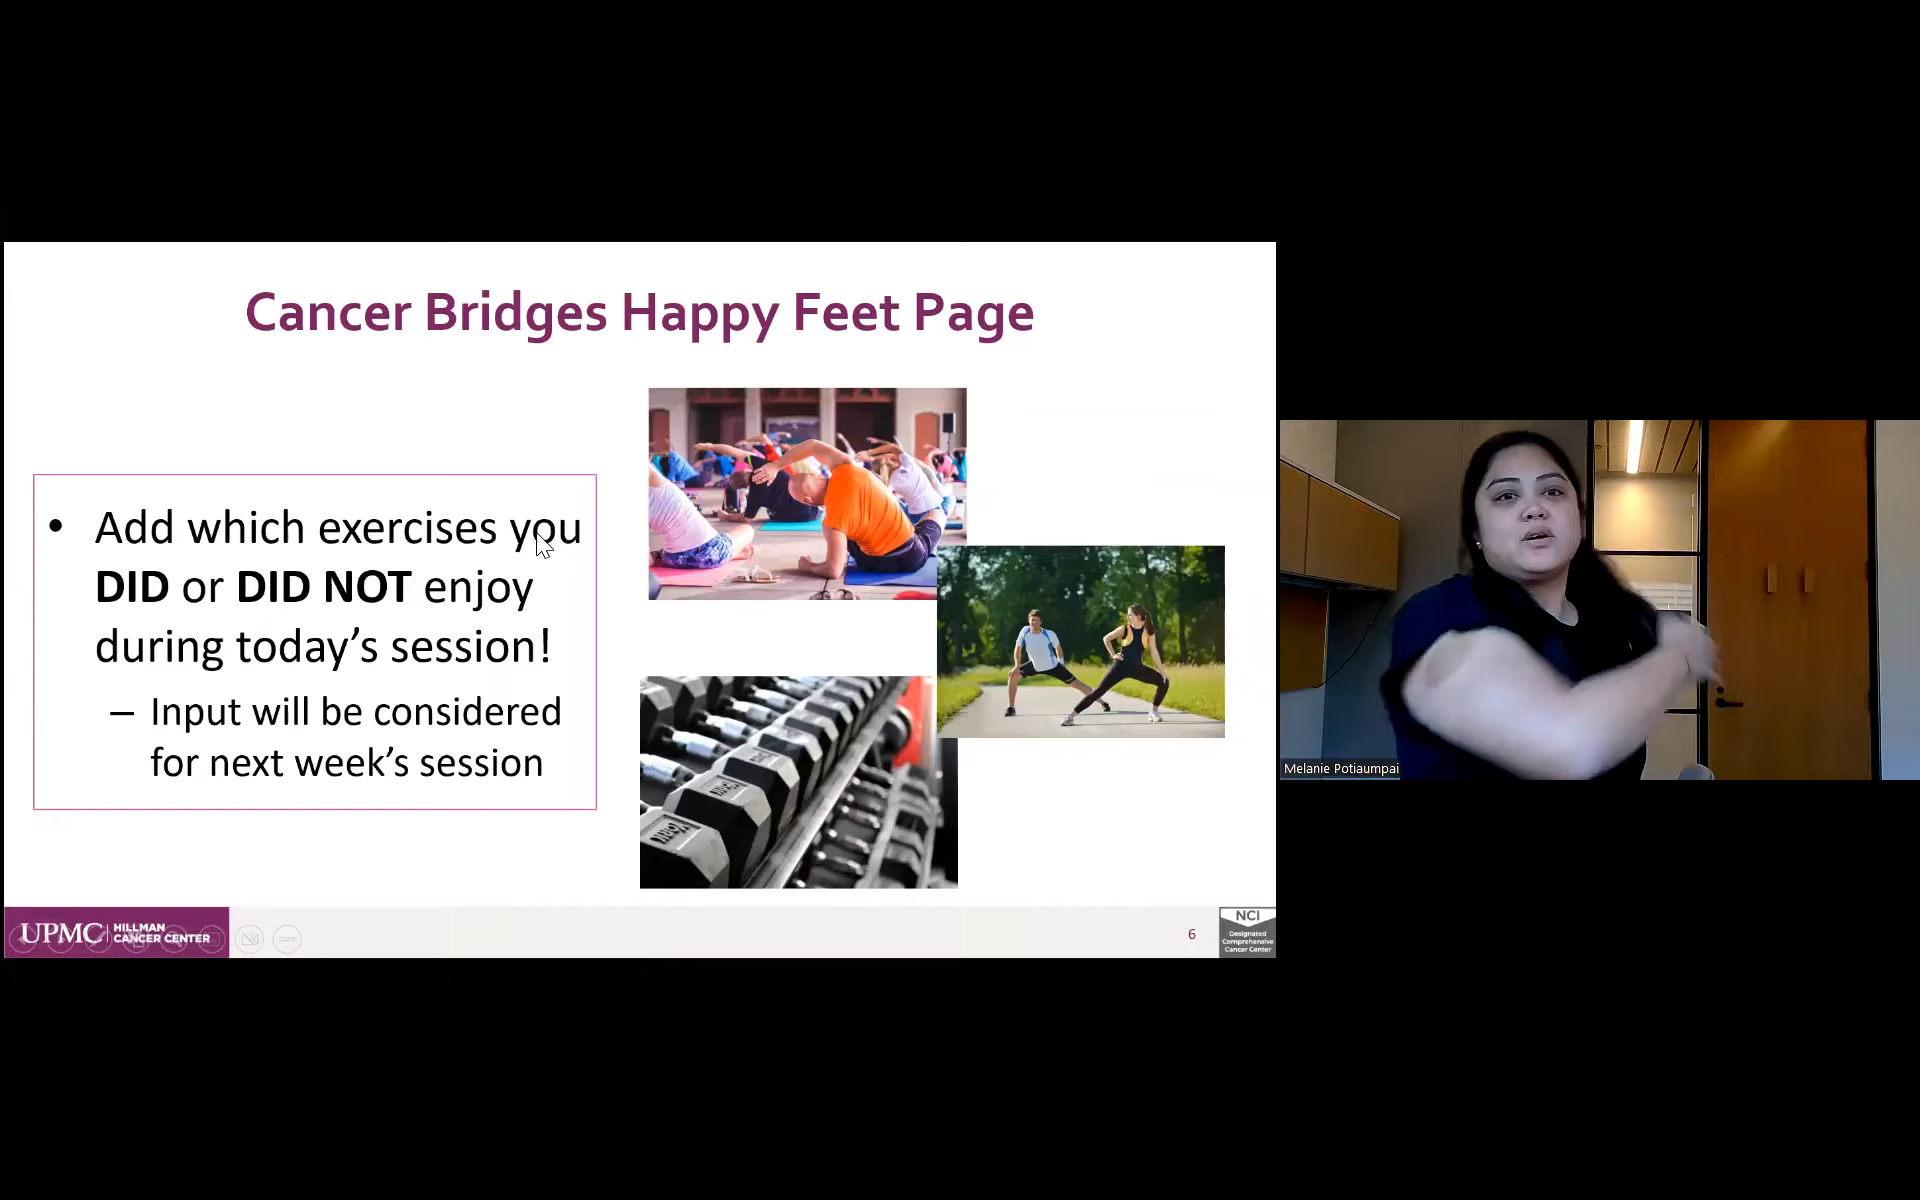 Cancer Bridges Happy Feet Page
• Add which exercises you
DID or DID NOT enjoy
during today's session!
– Input will be considered
for next week's session
YORK
UPMC
HILLMAN
CANCER CENTER
6
NCI
Designated
Comprehensive
Cancer Center
Melanie Potiaumpai